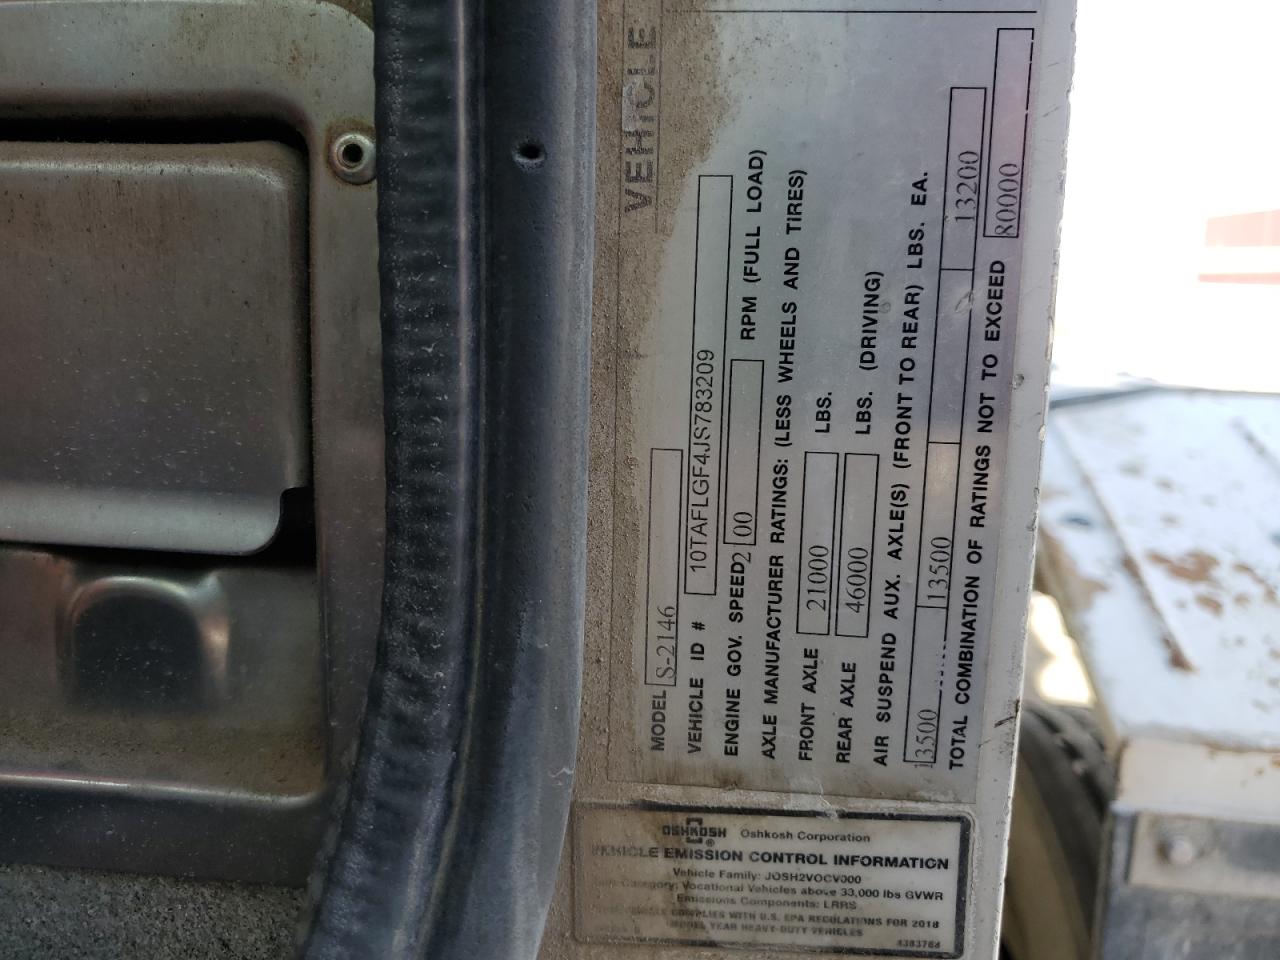 VEHICLE
MODEL S-2146
VEHICLE ID # 10TAFLGF4JS783209
ENGINE GOV. SPEED 2 00 RPM (FULL LOAD)
AXLE MANUFACTURER RATINGS: (LESS WHEELS AND TIRES)
FRONT AXLE 21000 LBS.
REAR AXLE 46000 LBS. (DRIVING)
AIR SUSPEND AUX. AXLE(S) (FRONT TO REAR) LBS. EA.
13500 13500 13200
TOTAL COMBINATION OF RATINGS NOT TO EXCEED 80000
OSHKOSH ® Oshkosh Corporation
VEHICLE EMISSION CONTROL INFORMATION
Vehicle Family: JOSH2VOCV000
Category: Vocational Vehicles above 33,000 lbs GVWR
Emissions Components: LRRS
VEHICLE COMPLIES WITH U.S. EPA REGULATIONS FOR 2018
MODEL YEAR HEAVY-DUTY VEHICLES